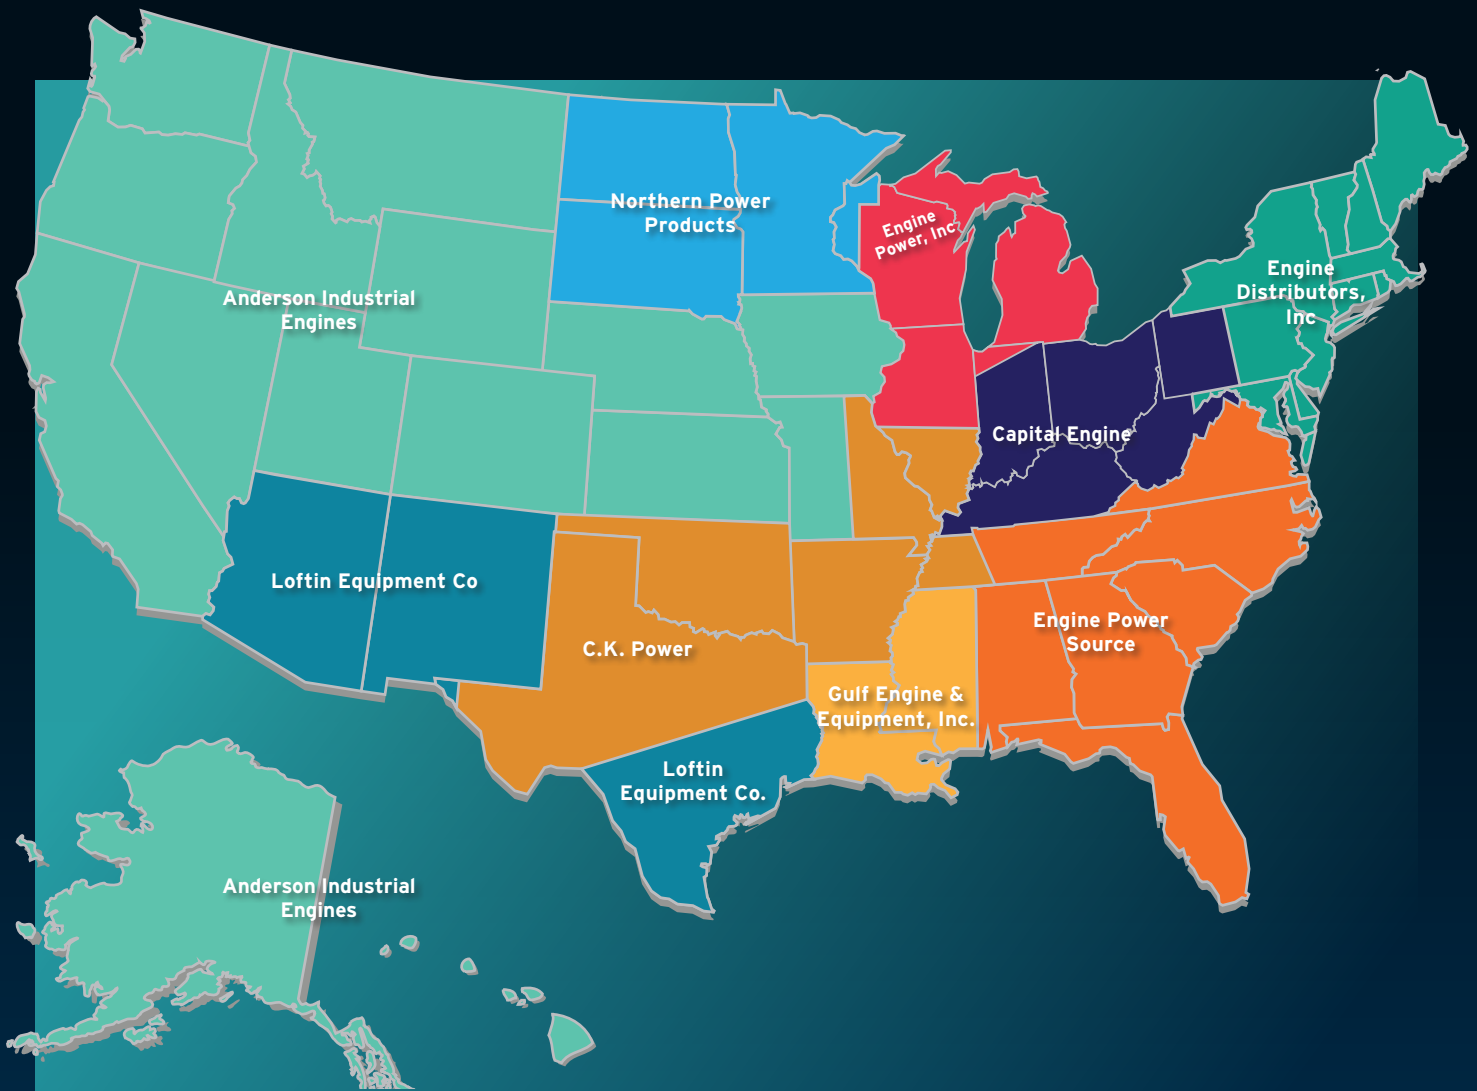 Northern Power
Products
Engine
Power, Inc
Engine
Distributors,
Inc
Anderson Industrial
Engines
Capital Engine
Loftin Equipment Co
C.K. Power
Engine Power
Source
Gulf Engine &
Equipment, Inc.
Loftin
Equipment Co.
Anderson Industrial
Engines